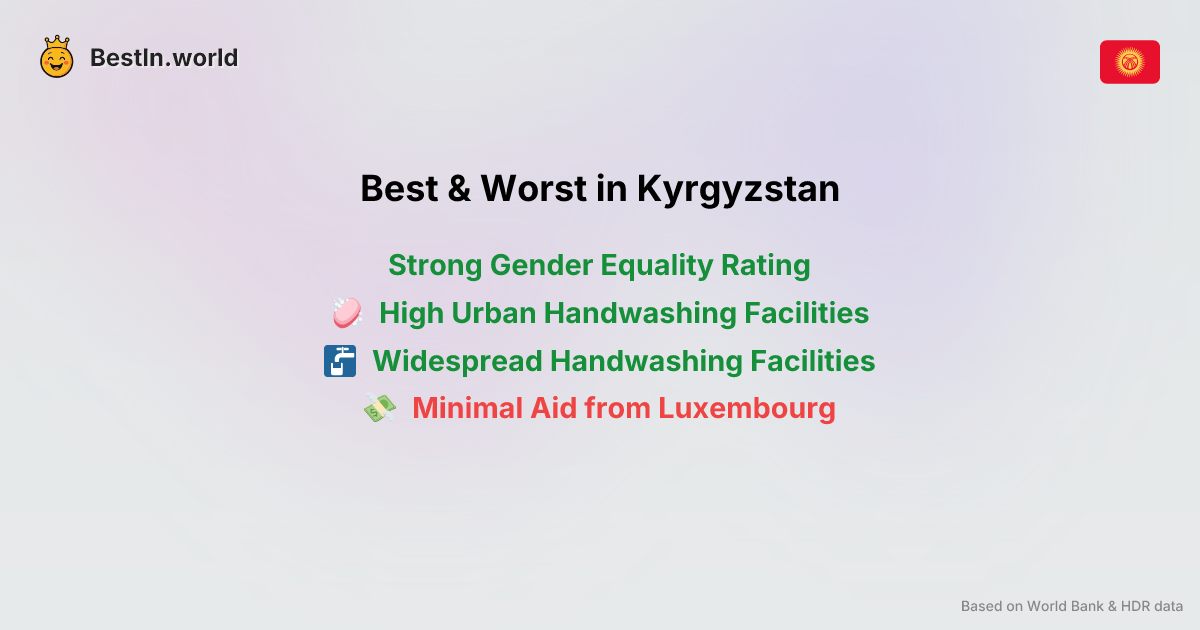 BestIn.world
Best & Worst in Kyrgyzstan
Strong Gender Equality Rating
High Urban Handwashing Facilities
Widespread Handwashing Facilities
Minimal Aid from Luxembourg
Based on World Bank & HDR data